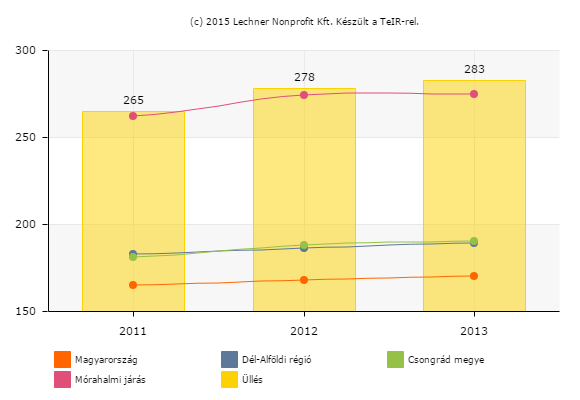 (c) 2015 Lechner Nonprofit Kft. Készült a TeIR-rel.
300
250
200
150
265
278
283
2011
2012
2013
Magyarország
Dél-Alföldi régió
Csongrád megye
Mórahalmi járás
Üllés